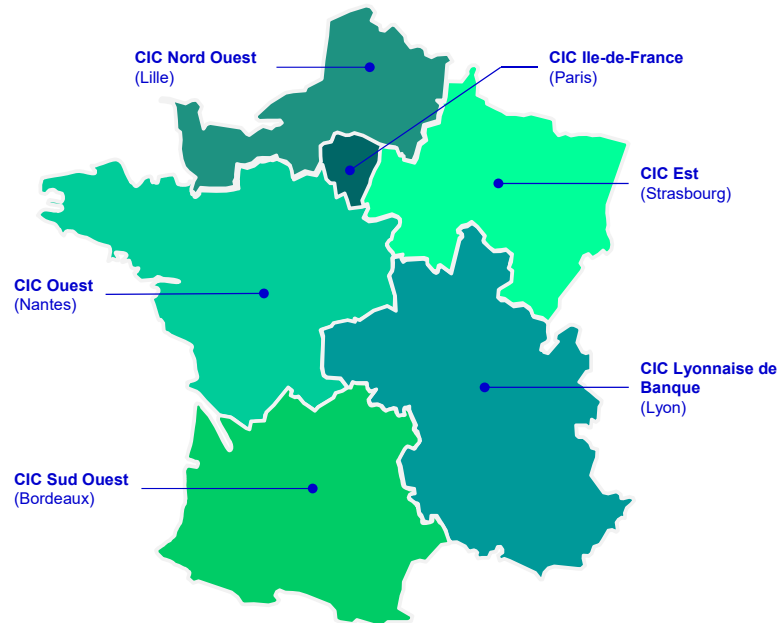 CIC Nord Ouest
(Lille)
CIC Ile-de-France
(Paris)
CIC Est
(Strasbourg)
CIC Ouest
(Nantes)
CIC Lyonnaise de
Banque
(Lyon)
CIC Sud Ouest
(Bordeaux)